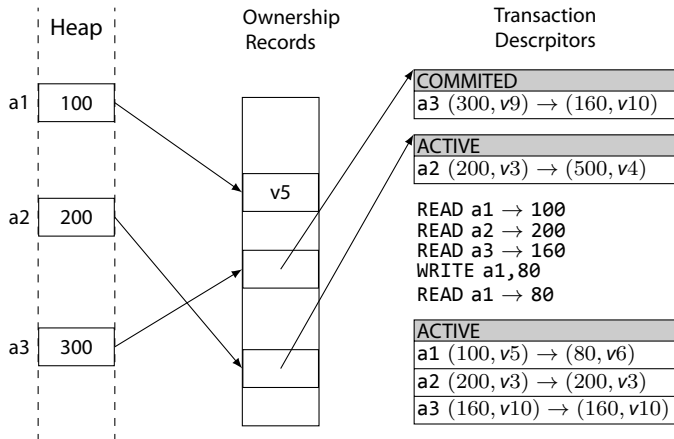 Heap
Ownership
Records
Transaction
Descrpitors
a1
100
a2
200
a3
300
v5
COMMITED
a3 (300, v9) → (160, v10)
ACTIVE
a2 (200, v3) → (500, v4)
READ a1 → 100
READ a2 → 200
READ a3 → 160
WRITE a1,80
READ a1 → 80
ACTIVE
a1 (100, v5) → (80, v6)
a2 (200, v3) → (200, v3)
a3 (160, v10) → (160, v10)